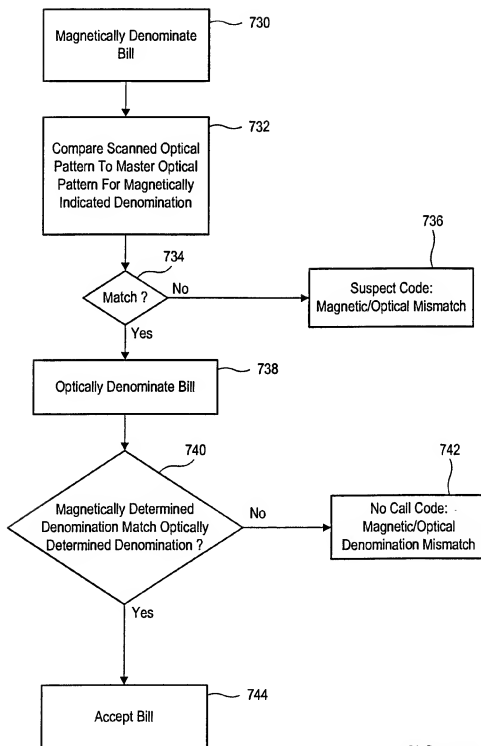 730
Magnetically Denominate
Bill
732
Compare Scanned Optical
Pattern To Master Optical
Pattern For Magnetically
Indicated Denomination
734
Match ?
No
736
Suspect Code:
Magnetic/Optical Mismatch
Yes
Optically Denominate Bill
738
740
Magnetically Determined
Denomination Match Optically
Determined Denomination ?
No
742
No Call Code:
Magnetic/Optical
Denomination Mismatch
Yes
744
Accept Bill